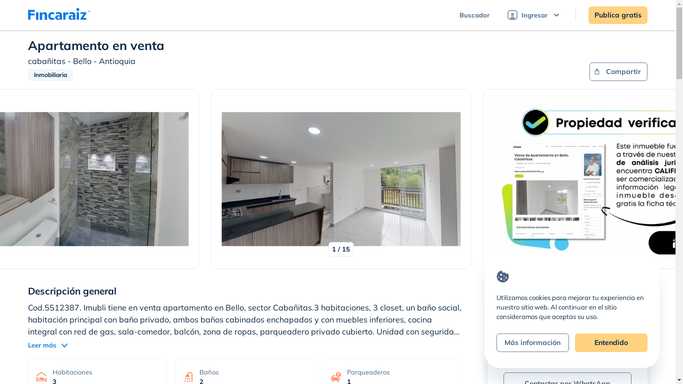 Fincaraiz
Buscador
Ingresar
Publica gratis
Apartamento en venta
cabañitas - Bello - Antioquia
Inmobiliaria
Compartir
1 / 15
Propiedad verifica
Este inmueble fu
a través de nuest
de análisis jurí
encuentra CALIFI
ser comercializa
información lega
inmueble des
gratis la ficha té
Descripción general
Cod.5512387. Imubli tiene en venta apartamento en Bello, sector Cabañitas.3 habitaciones, 3 closet, un baño social,
habitación principal con baño privado, ambos baños cabinados enchapados y con muebles inferiores, cocina
integral con red de gas, sala-comedor, balcón, zona de ropas, parqueadero privado cubierto. Unidad con segurida...
Leer más
Habitaciones
3
Baños
2
Parqueaderos
1
Utilizamos cookies para mejorar tu experiencia en
nuestro sitio web. Al continuar en el sitio
consideramos que aceptas su uso.
Más información
Entendido
Contactar por WhatsApp